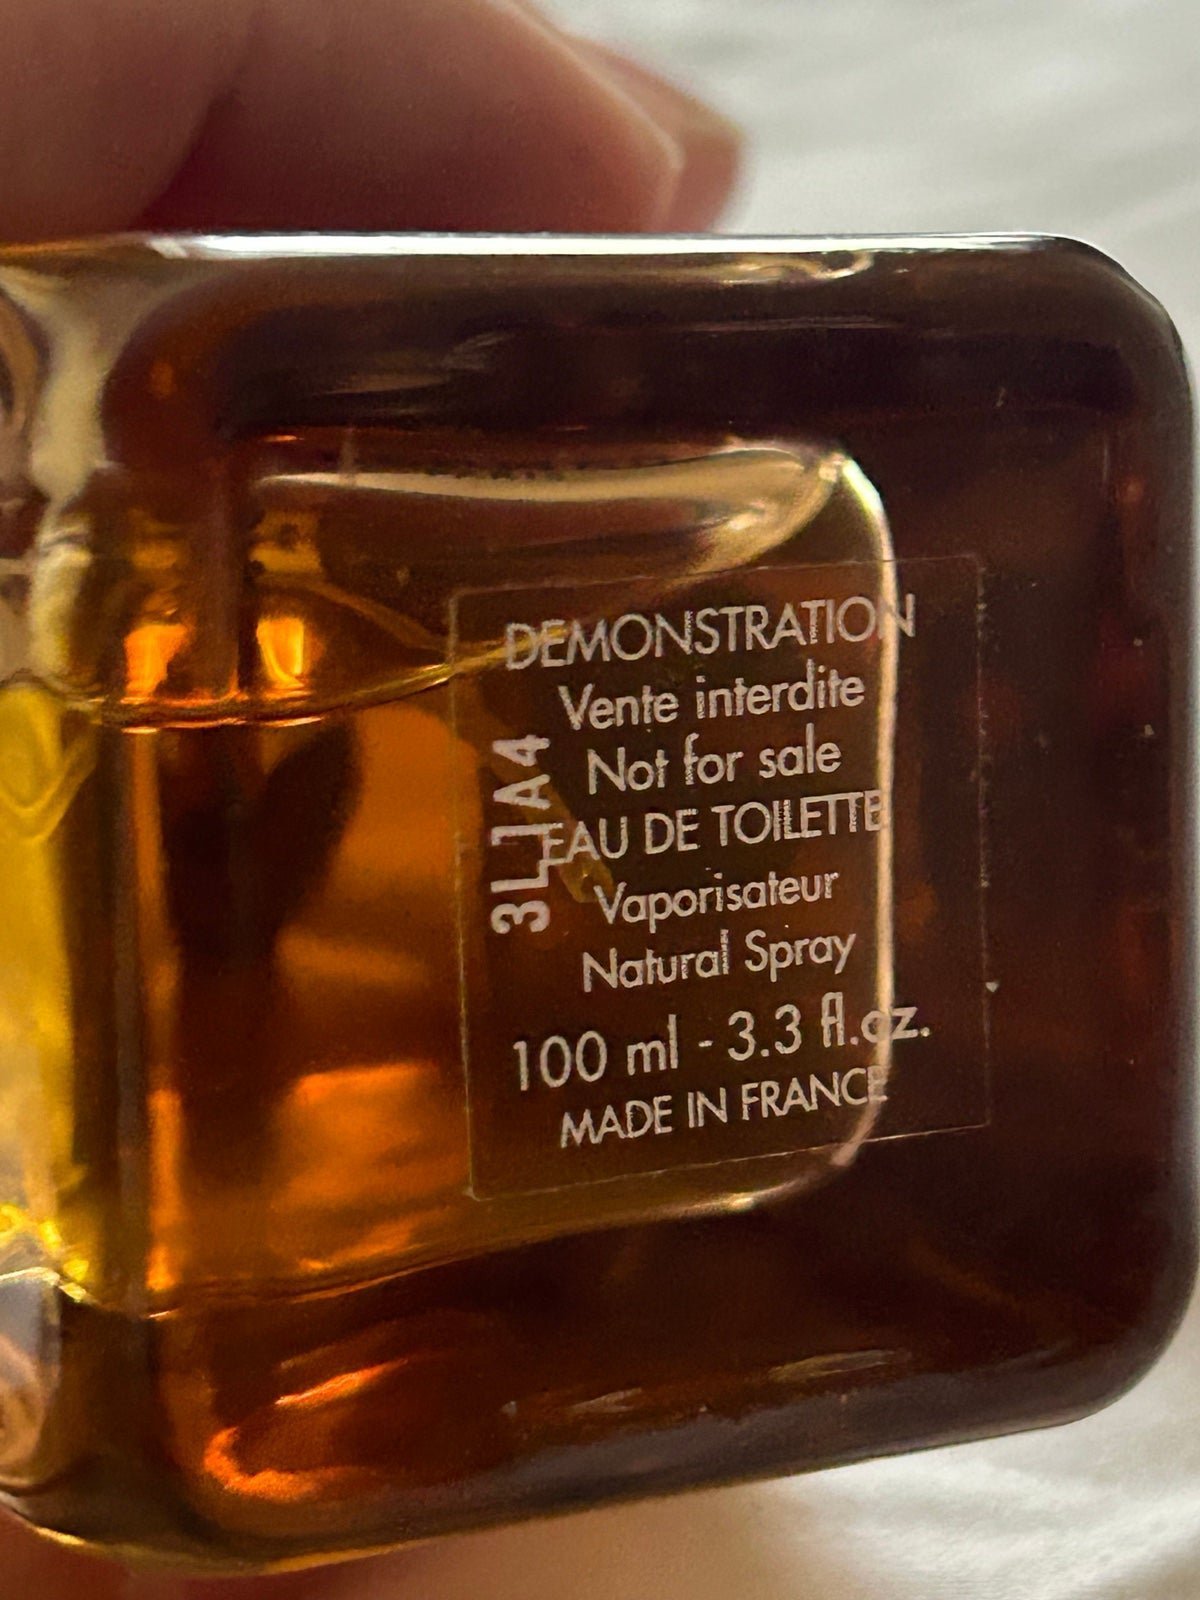 DEMONSTRATION
Vente interdite
Not for sale
EAU DE TOILETTE
Vaporisateur
Natural Spray
100 ml - 3.3 fl.oz.
MADE IN FRANCE